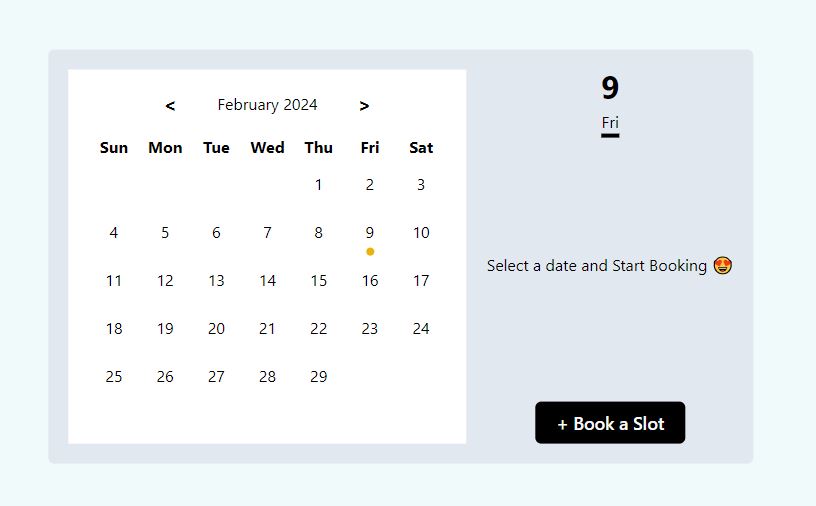 < February 2024 >
Sun Mon Tue Wed Thu Fri Sat
1 2 3
4 5 6 7 8 9 10
11 12 13 14 15 16 17
18 19 20 21 22 23 24
25 26 27 28 29
9
Fri
Select a date and Start Booking 😍
+ Book a Slot